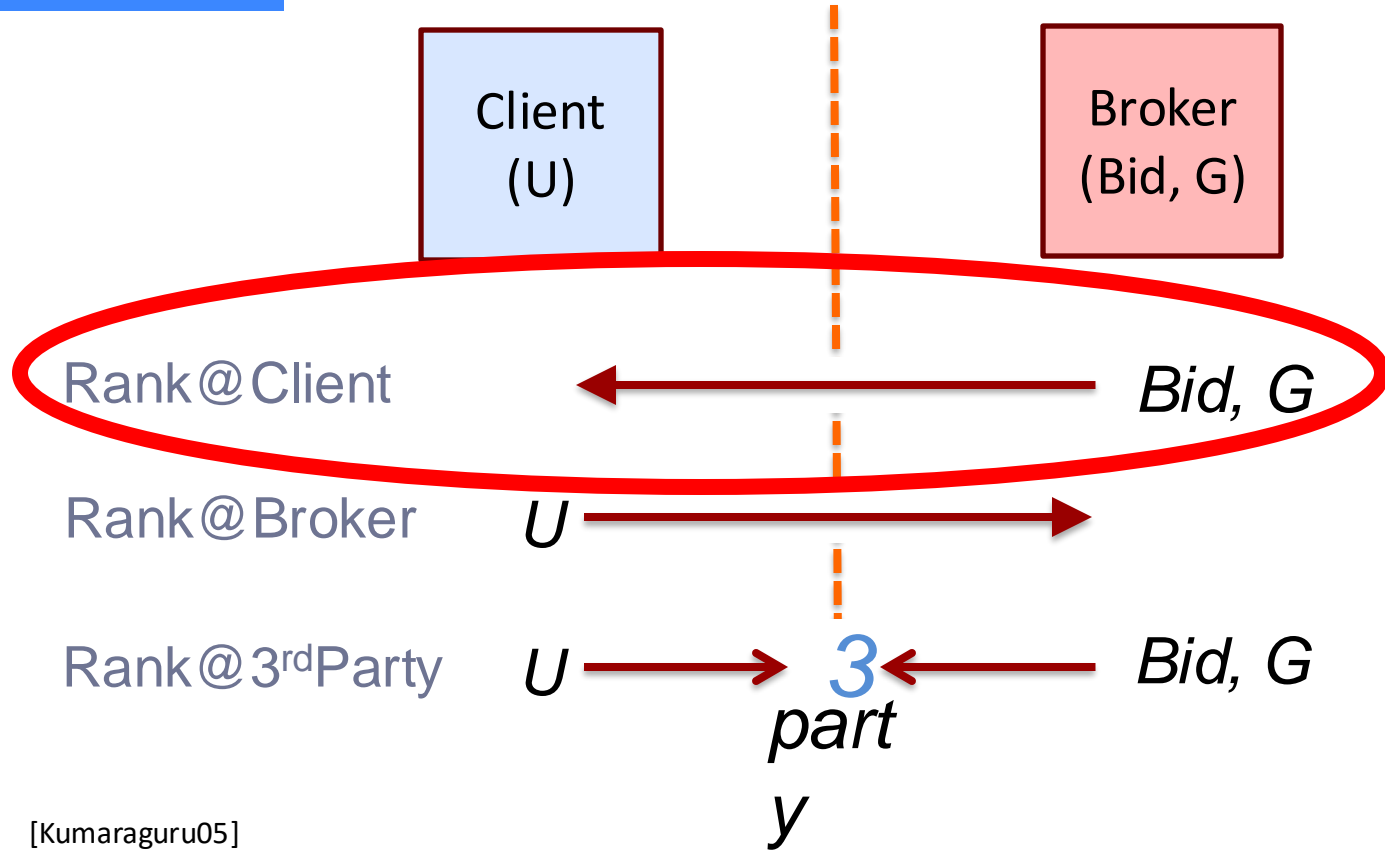 Client
(U)
Broker
(Bid, G)
Rank@Client
Bid, G
Rank@Broker
U
Rank@3rdParty
U
3
part
y
Bid, G
[Kumaraguru05]